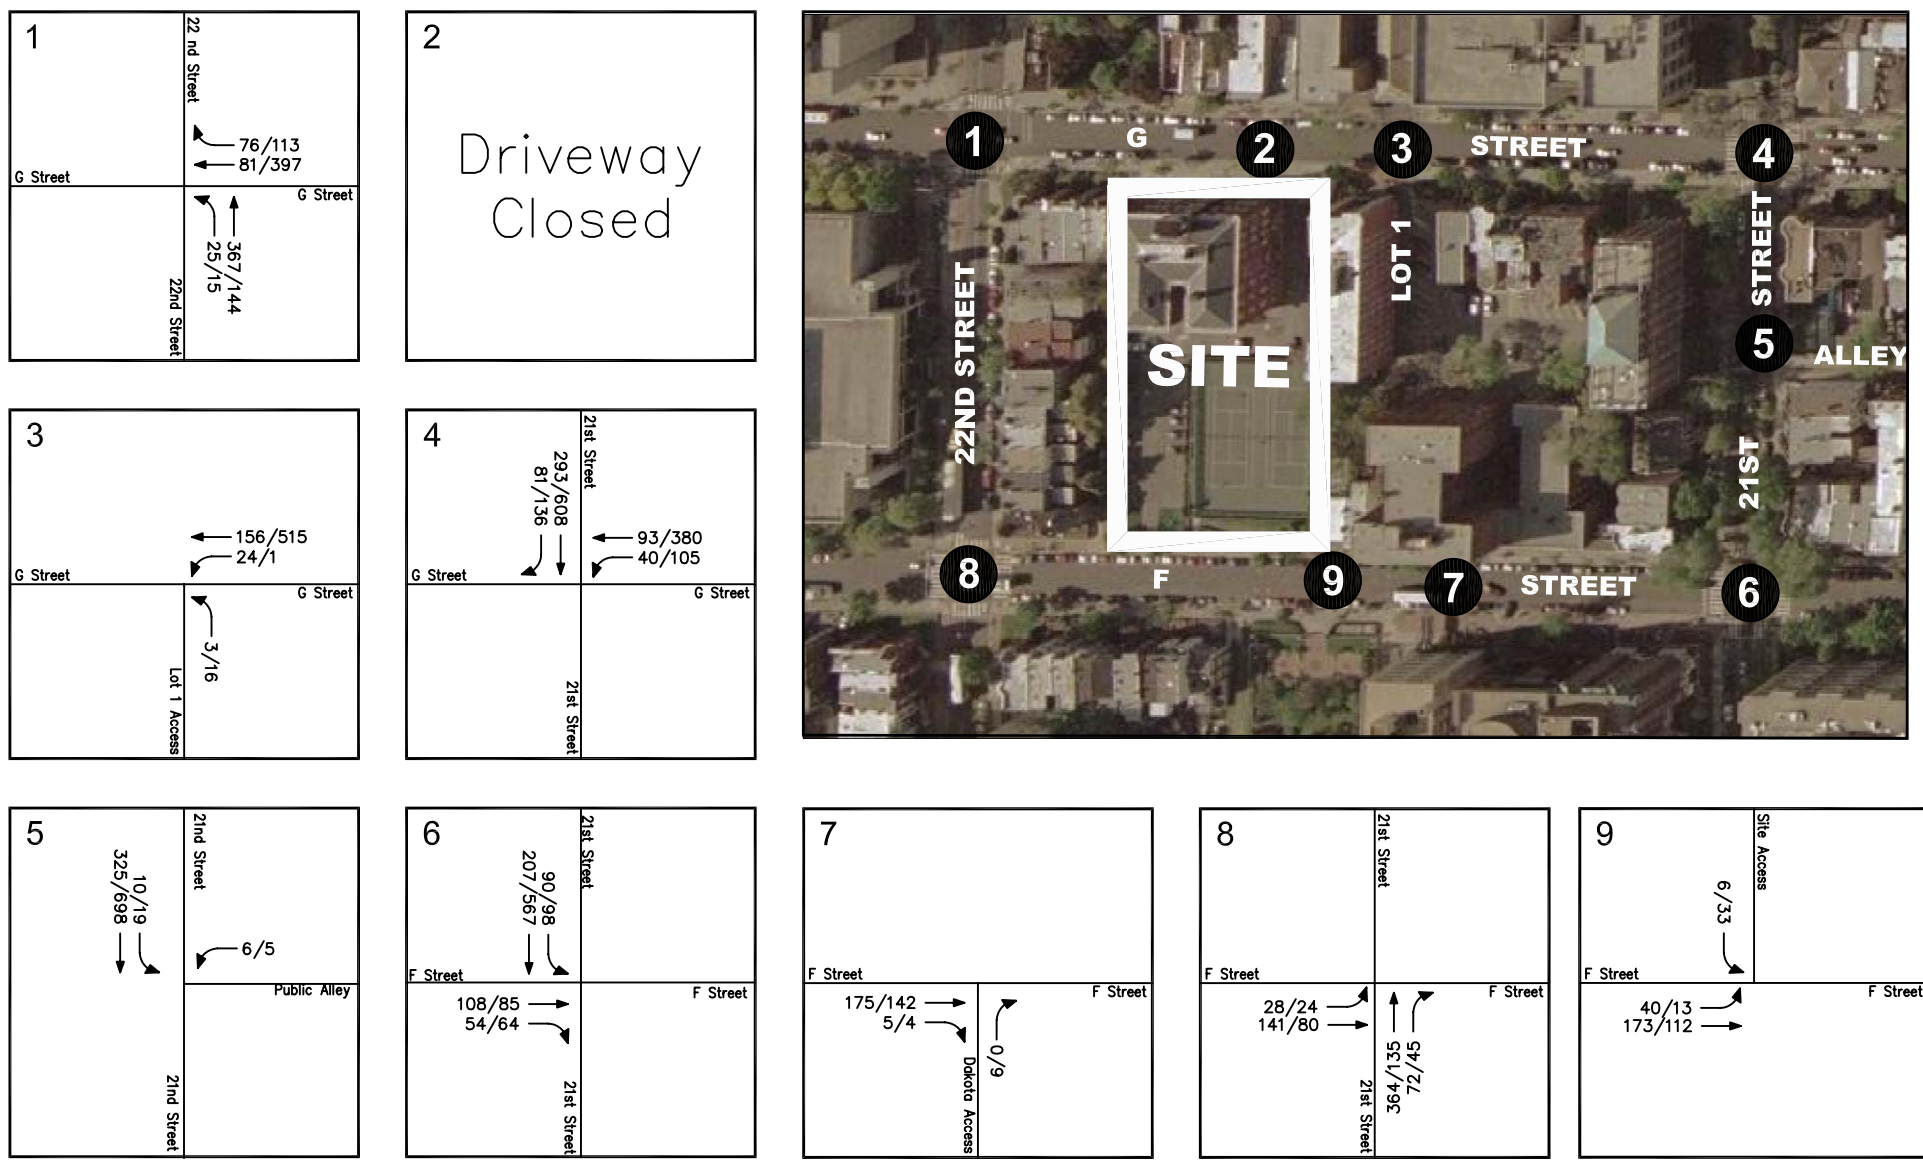 1
22 nd Street
76/113
81/397
G Street
G Street
367/144
25/15
22nd Street
2
Driveway
Closed
1
G
2
3
STREET
4
STREET
LOT 1
22ND STREET
SITE
5
ALLEY
21ST
8
F
9
7
STREET
6
3
156/515
24/1
G Street
G Street
3/16
Lot 1 Access
4
21st Street
293/608
81/136
93/380
40/105
G Street
G Street
21st Street
5
21nd Street
10/19
325/698
6/5
Public Alley
21nd Street
6
21st Street
90/98
207/567
F Street
F Street
108/85
54/64
21st Street
7
F Street
F Street
175/142
5/4
0/9
Dakota Access
8
21st Street
F Street
F Street
28/24
141/80
364/135
72/45
21st Street
9
Site Access
6/33
F Street
F Street
40/13
173/112